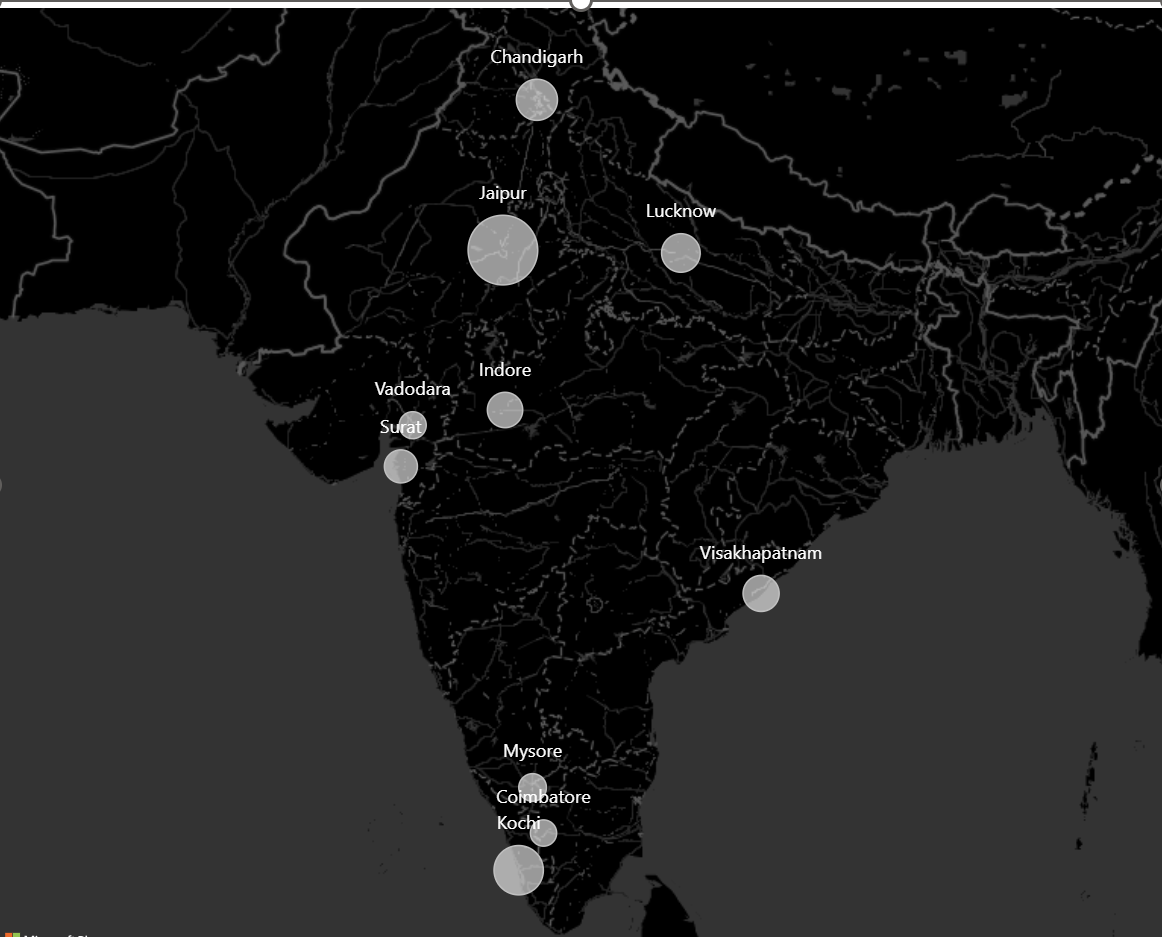 Chandigarh
Jaipur
Lucknow
Indore
Vadodara
Surat
Visakhapatnam
Mysore
Coimbatore
Kochi